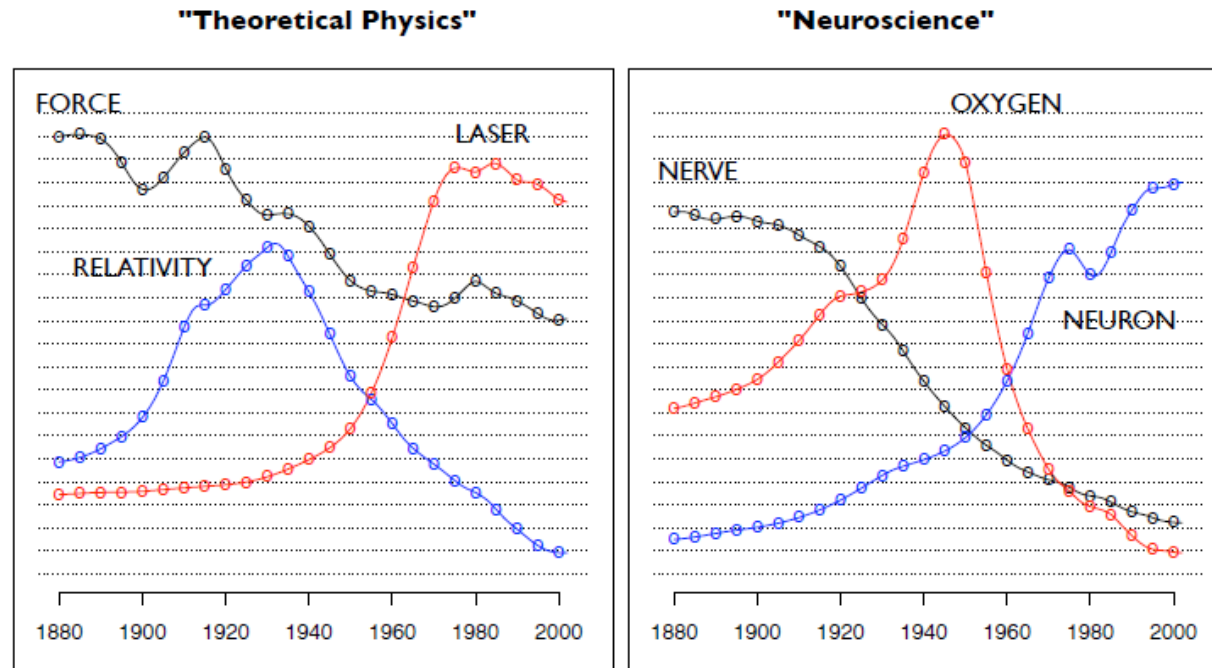 "Theoretical Physics"
"Neuroscience"
FORCE
LASER
RELATIVITY
1880 1900 1920 1940 1960 1980 2000
OXYGEN
NERVE
NEURON
1880 1900 1920 1940 1960 1980 2000